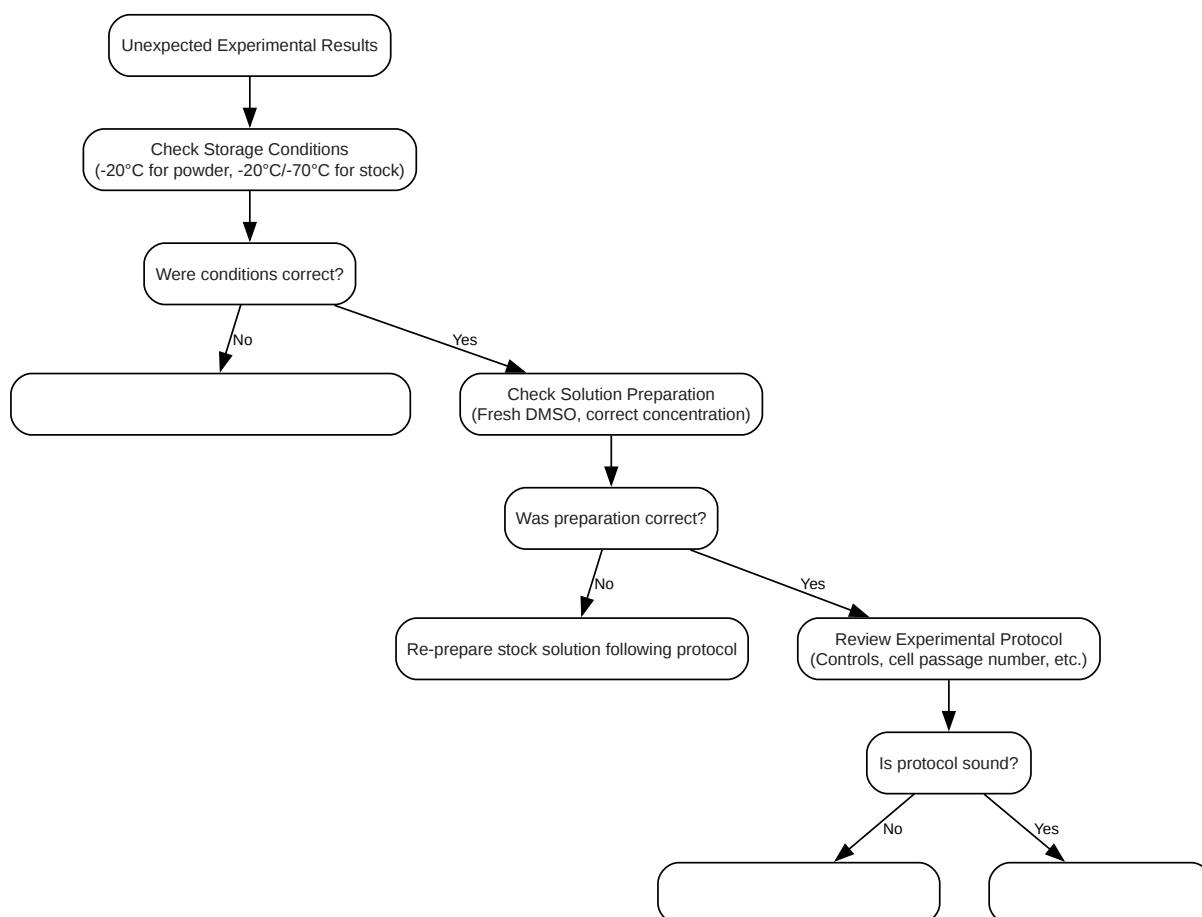 Unexpected Experimental Results
Check Storage Conditions
(-20°C for powder, -20°C/-70°C for stock)
Were conditions correct?
No
Yes
Check Solution Preparation
(Fresh DMSO, correct concentration)
Was preparation correct?
No
Yes
Re-prepare stock solution following protocol
Review Experimental Protocol
(Controls, cell passage number, etc.)
Is protocol sound?
No
Yes